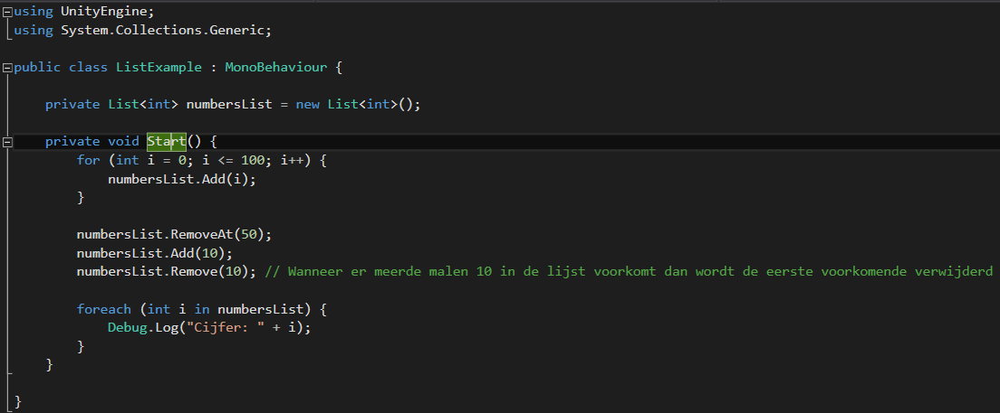 using UnityEngine;
using System.Collections.Generic;
public class ListExample : MonoBehaviour {
private List<int> numbersList = new List<int>();
private void Start() {
for (int i = 0; i <= 100; i++) {
numbersList.Add(i);
}
numbersList.RemoveAt(50);
numbersList.Add(10);
numbersList.Remove(10); // Wanneer er meerde malen 10 in de lijst voorkomt dan wordt de eerste voorkomende verwijderd
foreach (int i in numbersList) {
Debug.Log("Cijfer: " + i);
}
}
}